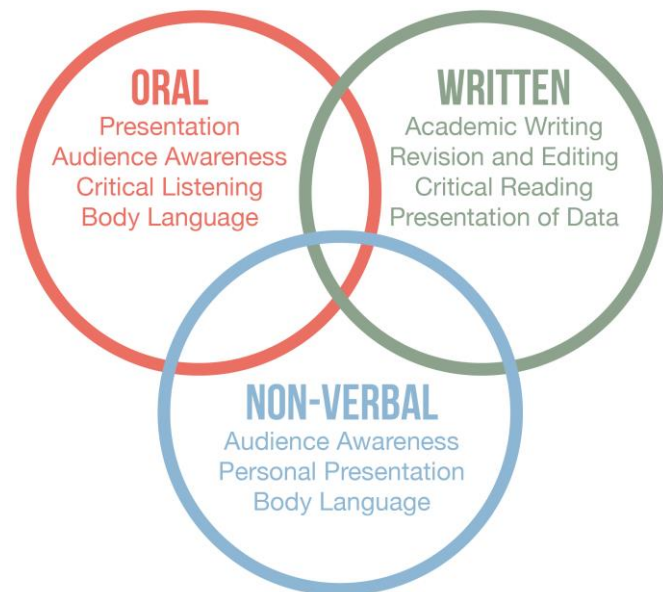 ORAL
Presentation
Audience Awareness
Critical Listening
Body Language
WRITTEN
Academic Writing
Revision and Editing
Critical Reading
Presentation of Data
NON-VERBAL
Audience Awareness
Personal Presentation
Body Language